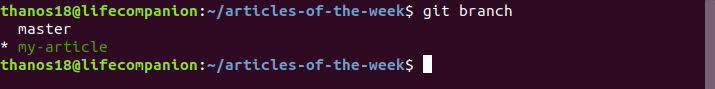 thanos18@lifecompanion:~/articles-of-the-week$ git branch
  master
* my-article
thanos18@lifecompanion:~/articles-of-the-week$